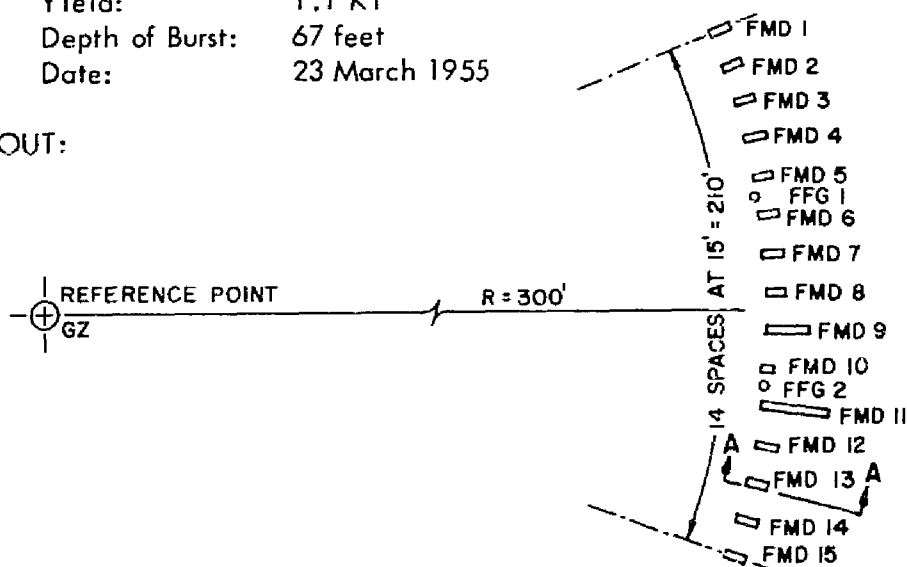 Yield: 1.1 KT
Depth of Burst: 67 feet
Date: 23 March 1955
OUT:
FMD 1
FMD 2
FMD 3
FMD 4
FMD 5
FFG 1
FMD 6
FMD 7
REFERENCE POINT
R = 300'
FMD 8
GZ
14 SPACES AT 15' = 210'
FMD 9
FMD 10
FFG 2
FMD 11
A
FMD 12
FMD 13 A
FMD 14
FMD 15